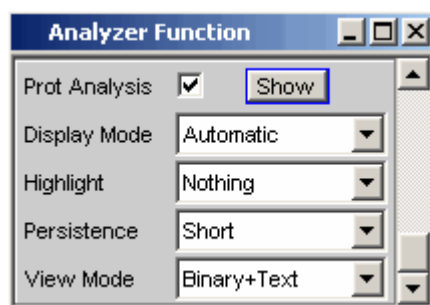 Analyzer Function
Prot Analysis Show
Display Mode Automatic
Highlight Nothing
Persistence Short
View Mode Binary+Text